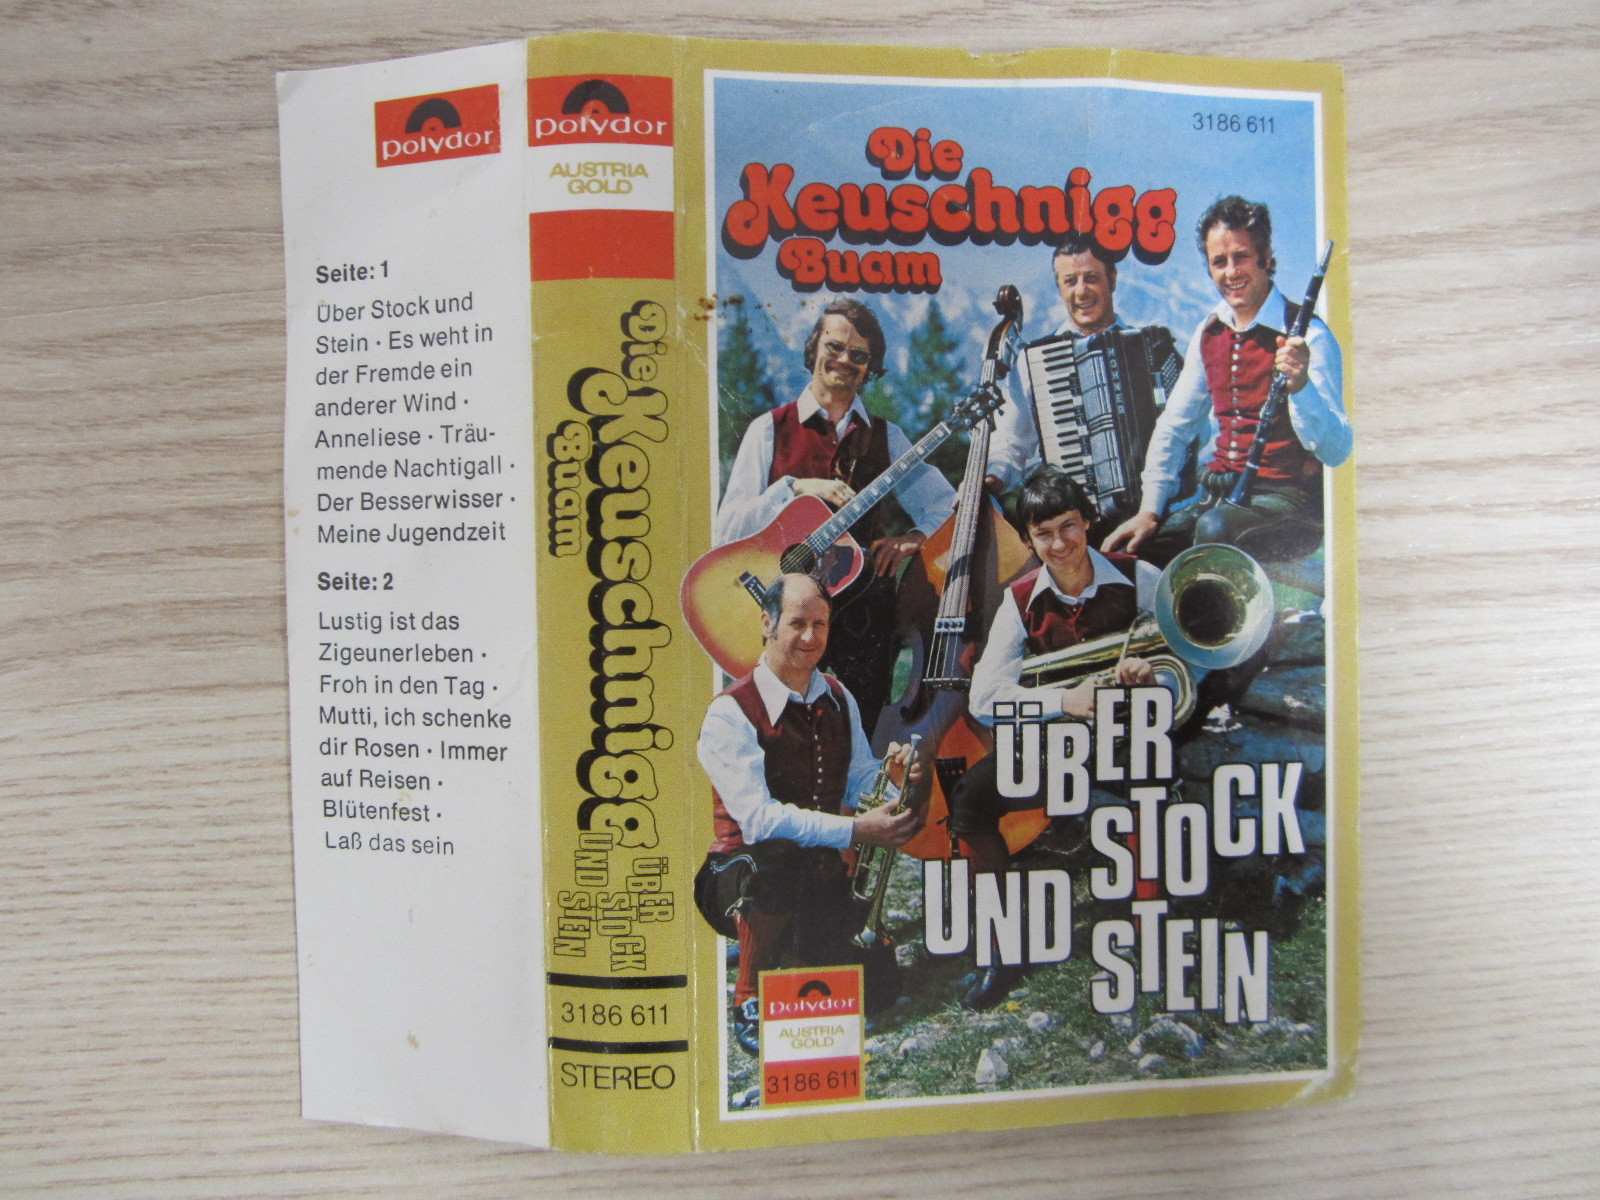 polydor
Seite: 1
Über Stock und
Stein · Es weht in
der Fremde ein
anderer Wind ·
Anneliese · Träu-
mende Nachtigall ·
Der Besserwisser ·
Meine Jugendzeit
Seite: 2
Lustig ist das
Zigeunerleben ·
Froh in den Tag ·
Mutti, ich schenke
dir Rosen · Immer
auf Reisen ·
Blütenfest ·
Laß das sein
polydor
AUSTRIA
GOLD
Die
Keuschnigg
Buam
ÜBER STOCK
UND STEIN
3186 611
STEREO
3186 611
Die
Keuschnigg
Buam
HOHNER
ÜBER
STOCK
UND STEIN
polydor
AUSTRIA
GOLD
3186 611